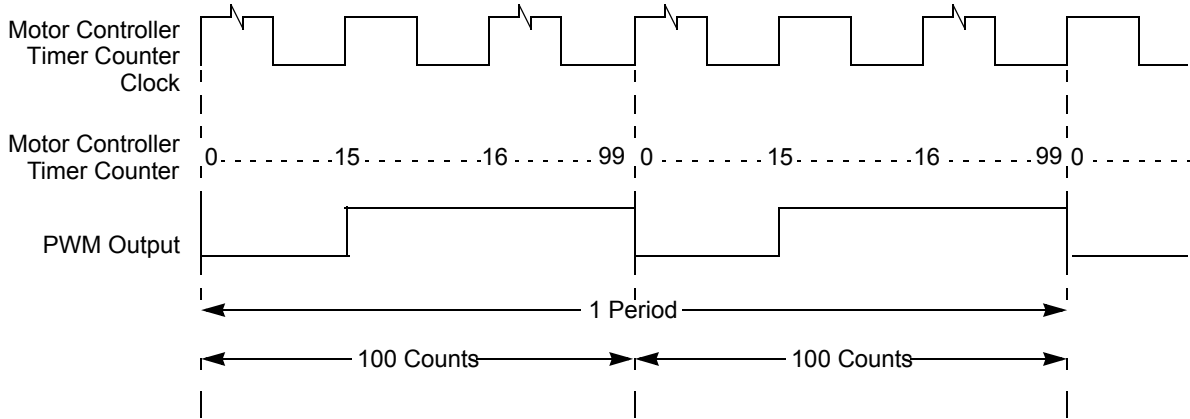 Motor Controller
Timer Counter
Clock
Motor Controller
Timer Counter
0 15 16 99 0 15 16 99 0
PWM Output
1 Period
100 Counts 100 Counts